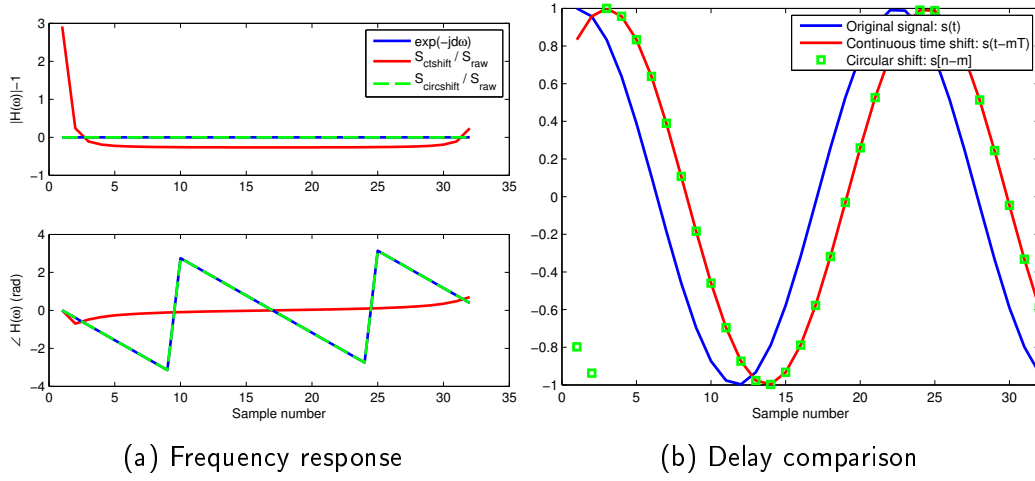 |H(ω)|−1
3
2
1
0
−1
0 5 10 15 20 25 30 35
exp(−jdω)
S_ctshift / S_raw
S_circshift / S_raw
∠ H(ω) (rad)
4
2
0
−2
−4
0 5 10 15 20 25 30 35
Sample number
(a) Frequency response
1
0.8
0.6
0.4
0.2
0
−0.2
−0.4
−0.6
−0.8
−1
0 5 10 15 20 25 30
Original signal: s(t)
Continuous time shift: s(t−mT)
Circular shift: s[n−m]
Sample number
(b) Delay comparison